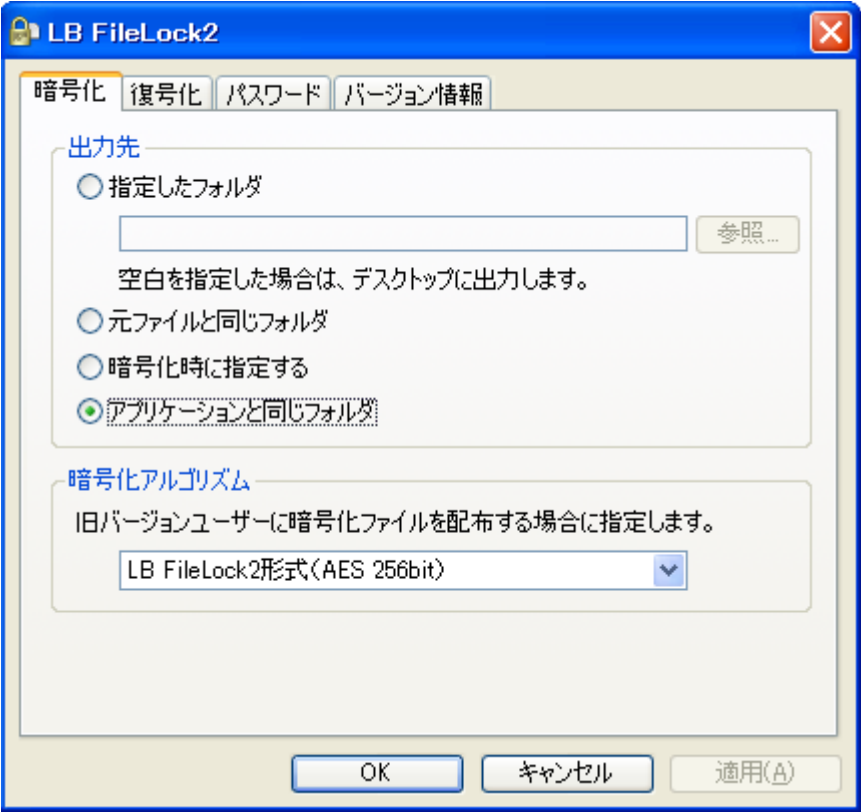 LB FileLock2
暗号化 復号化 パスワード バージョン情報
出力先
指定したフォルダ
参照...
空白を指定した場合は、デスクトップに出力します。
元ファイルと同じフォルダ
暗号化時に指定する
アプリケーションと同じフォルダ
暗号化アルゴリズム
旧バージョンユーザーに暗号化ファイルを配布する場合に指定します。
LB FileLock2形式(AES 256bit)
OK キャンセル 適用(A)